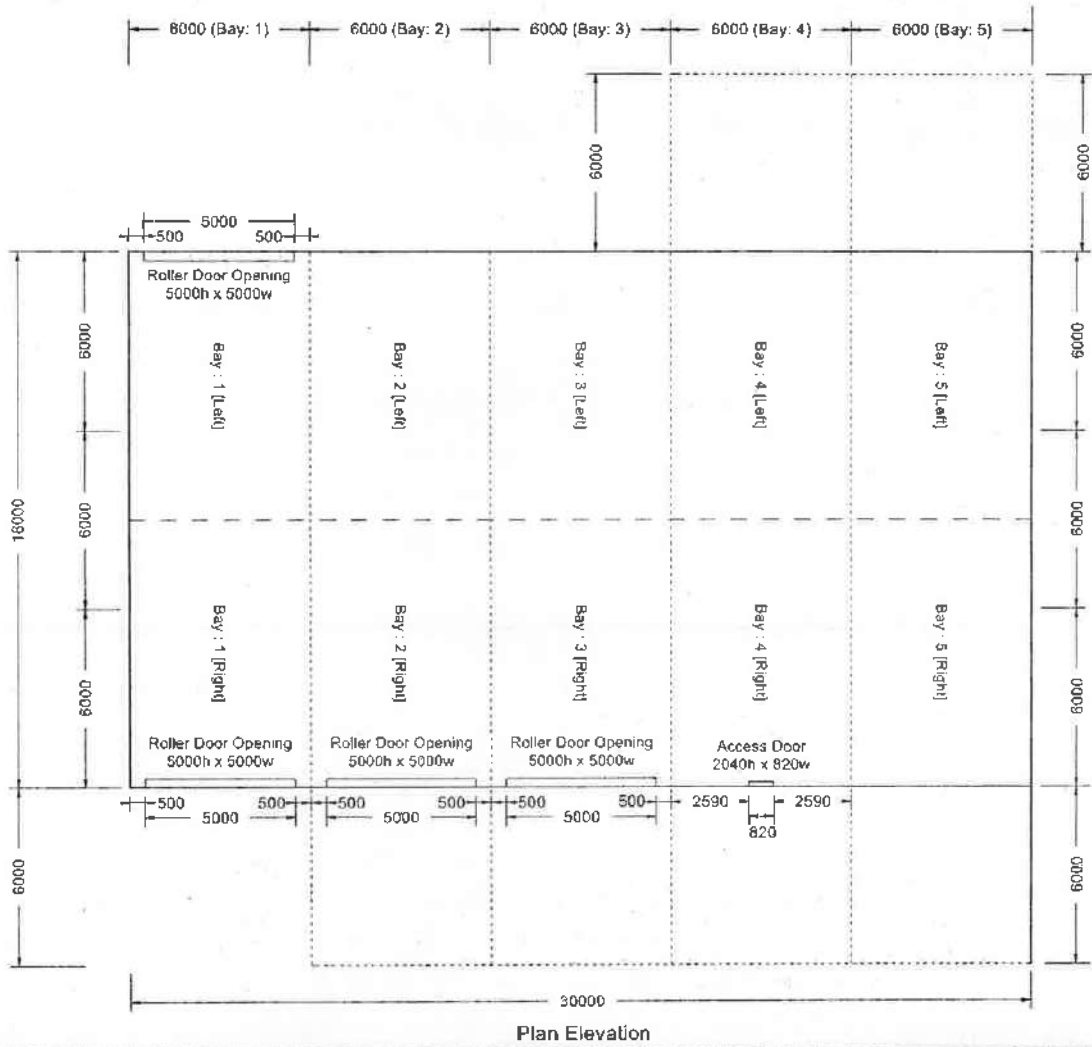 6000 (Bay: 1)
6000 (Bay: 2)
6000 (Bay: 3)
6000 (Bay: 4)
6000 (Bay: 5)
6000
6000
5000
500
500
Roller Door Opening
5000h x 5000w
18000
6000
6000
6000
6000
6000
6000
Bay : 1 [Left]
Bay : 2 [Left]
Bay : 3 [Left]
Bay : 4 [Left]
Bay : 5 [Left]
Bay : 1 [Right]
Bay : 2 [Right]
Bay : 3 [Right]
Bay : 4 [Right]
Bay : 5 [Right]
Roller Door Opening
5000h x 5000w
Roller Door Opening
5000h x 5000w
Roller Door Opening
5000h x 5000w
Access Door
2040h x 820w
500
500
500
500
500
500
2590
2590
5000
5000
5000
820
6000
6000
30000
Plan Elevation